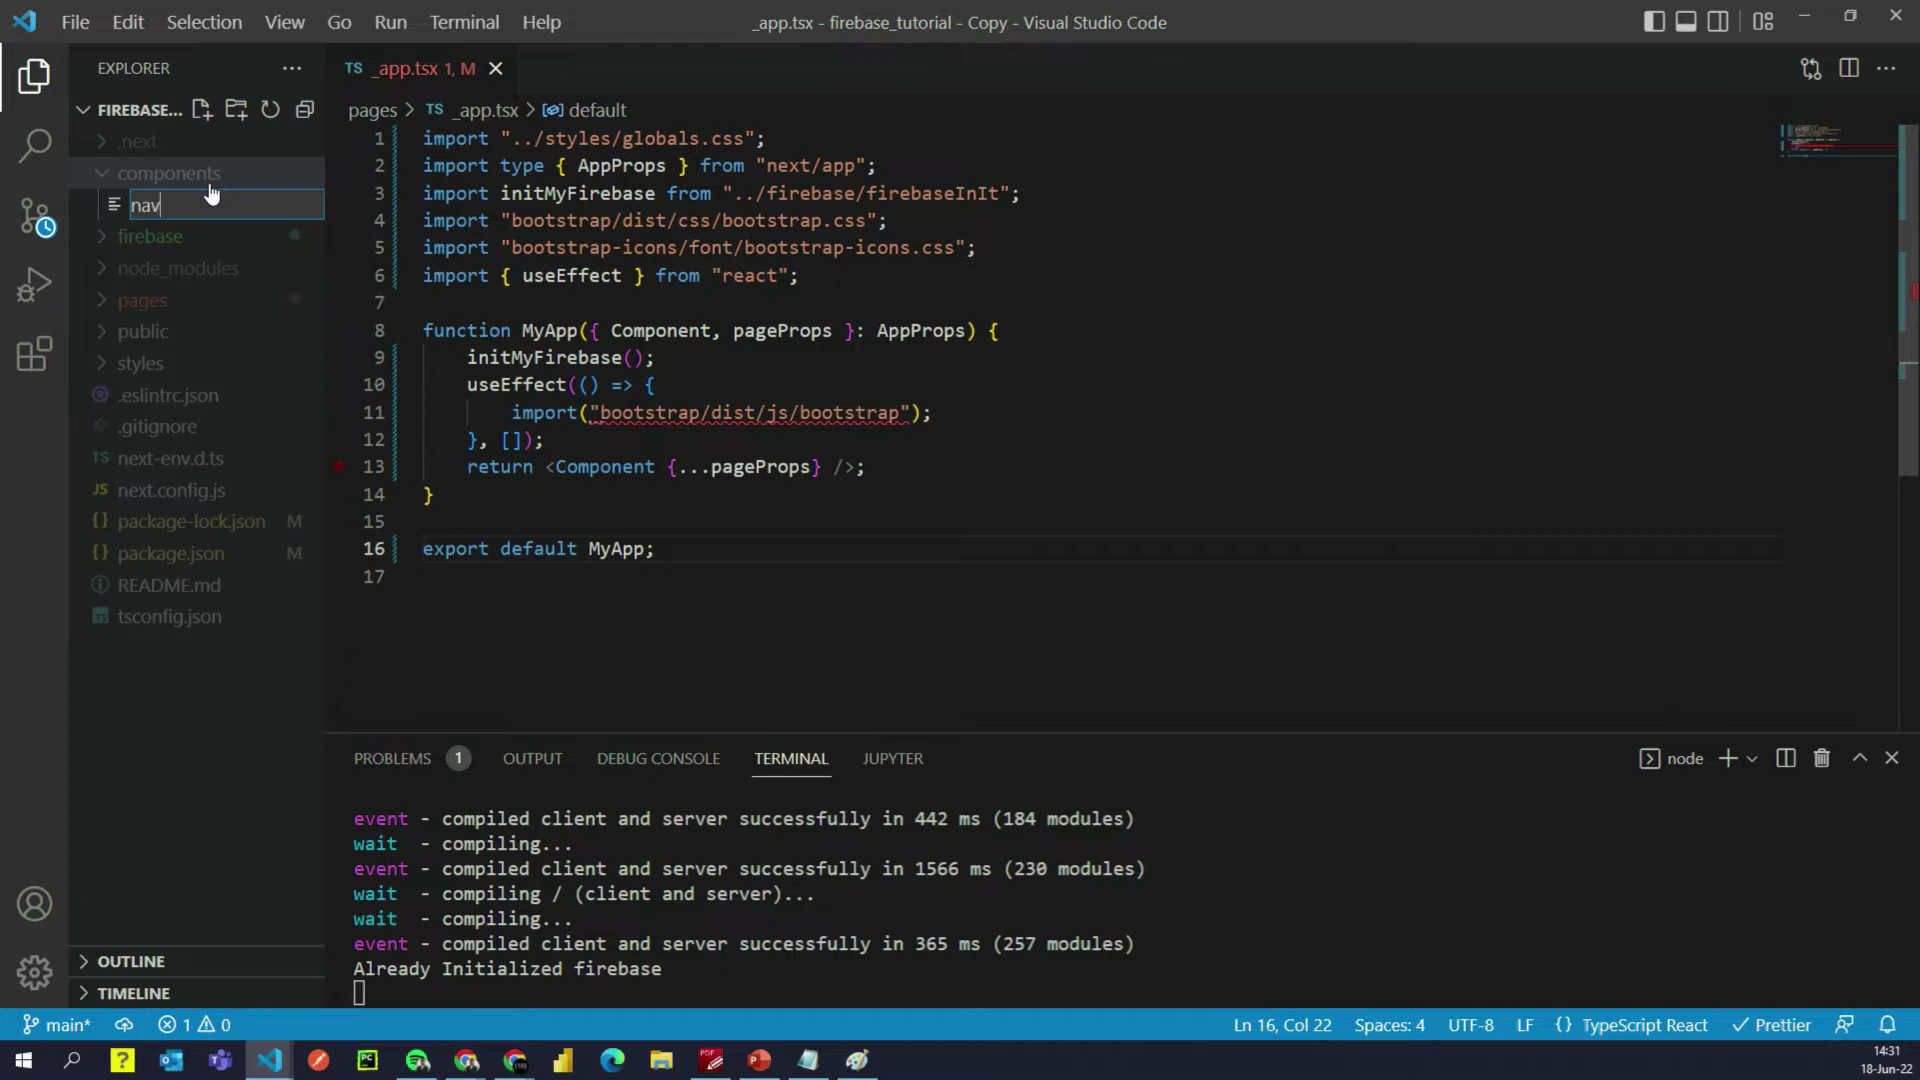 File Edit Selection View Go Run Terminal Help
_app.tsx - firebase_tutorial - Copy - Visual Studio Code
EXPLORER
FIREBASE...
.next
components
nav
firebase
node_modules
pages
public
styles
.eslintrc.json
.gitignore
TS next-env.d.ts
JS next.config.js
{} package-lock.json M
{} package.json M
README.md
tsconfig.json
OUTLINE
TIMELINE
TS _app.tsx 1, M
pages > TS _app.tsx > default
1 import "../styles/globals.css";
2 import type { AppProps } from "next/app";
3 import initMyFirebase from "../firebase/firebaseInIt";
4 import "bootstrap/dist/css/bootstrap.css";
5 import "bootstrap-icons/font/bootstrap-icons.css";
6 import { useEffect } from "react";
7
8 function MyApp({ Component, pageProps }: AppProps) {
9 initMyFirebase();
10 useEffect(() => {
11 import("bootstrap/dist/js/bootstrap");
12 }, []);
13 return <Component {...pageProps} />;
14 }
15
16 export default MyApp;
17
PROBLEMS 1 OUTPUT DEBUG CONSOLE TERMINAL JUPYTER
node
event - compiled client and server successfully in 442 ms (184 modules)
wait - compiling...
event - compiled client and server successfully in 1566 ms (230 modules)
wait - compiling / (client and server)...
wait - compiling...
event - compiled client and server successfully in 365 ms (257 modules)
Already Initialized firebase
main* 1 0
Ln 16, Col 22 Spaces: 4 UTF-8 LF {} TypeScript React Prettier
14:31
18-Jun-22